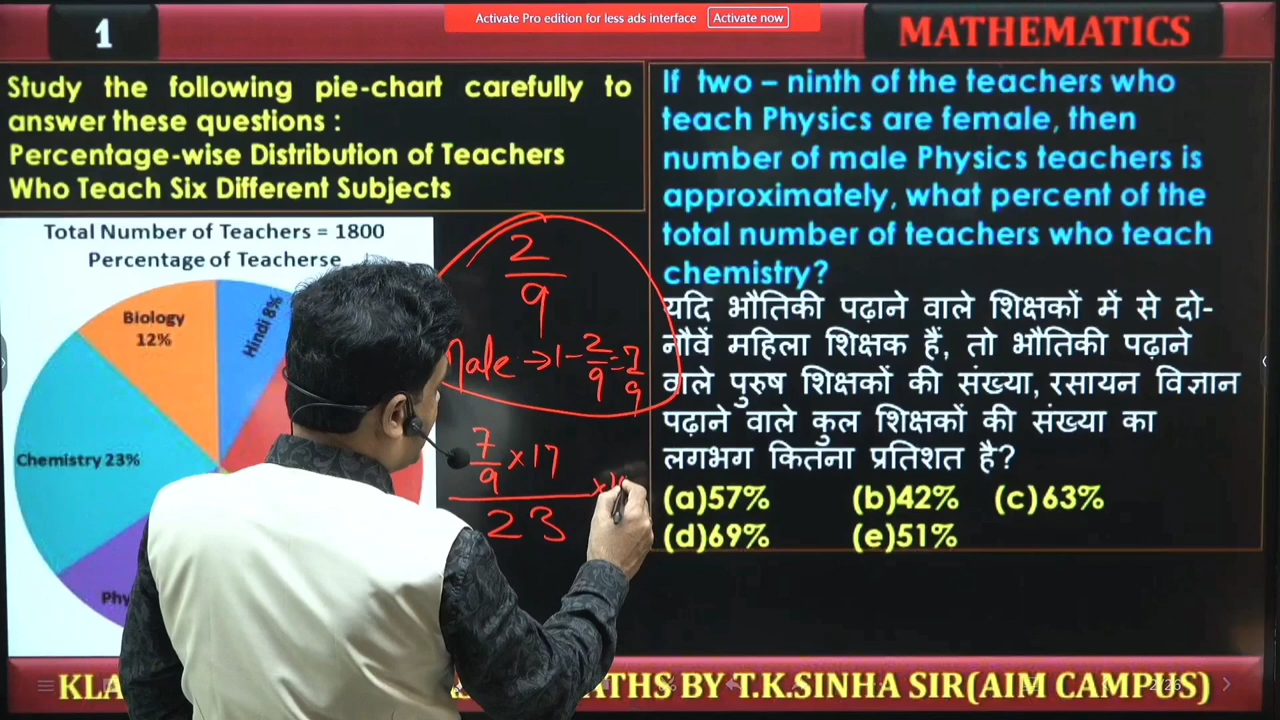 Activate Pro edition for less ads interface Activate now
1
MATHEMATICS
Study the following pie-chart carefully to
answer these questions :
Percentage-wise Distribution of Teachers
Who Teach Six Different Subjects
Total Number of Teachers = 1800
Percentage of Teacherse
Biology
12%
Hindi 8%
Chemistry 23%
2
9
Male → 1 - 2/9 = 7/9
7/9 × 17
23
If two – ninth of the teachers who
teach Physics are female, then
number of male Physics teachers is
approximately, what percent of the
total number of teachers who teach
chemistry?
यदि भौतिकी पढ़ाने वाले शिक्षकों में से दो-
नौवें महिला शिक्षक हैं, तो भौतिकी पढ़ाने
वाले पुरुष शिक्षकों की संख्या, रसायन विज्ञान
पढ़ाने वाले कुल शिक्षकों की संख्या का
लगभग कितना प्रतिशत है?
(a)57% (b)42% (c)63%
(d)69% (e)51%
MATHS BY T.K.SINHA SIR(AIM CAMPUS)